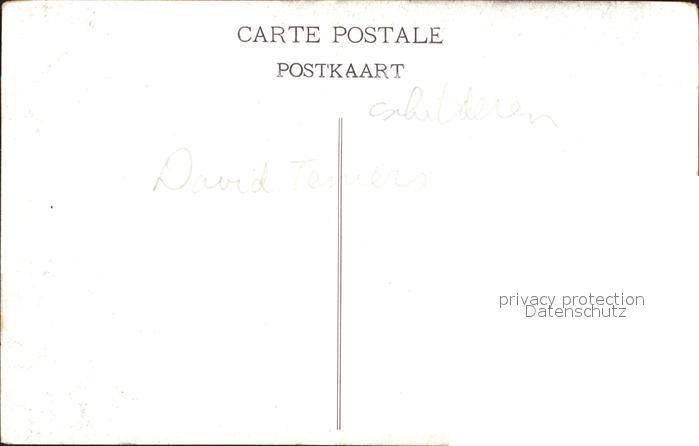 CARTE POSTALE
POSTKAART
schilderen
David Teniers
privacy protection
Datenschutz